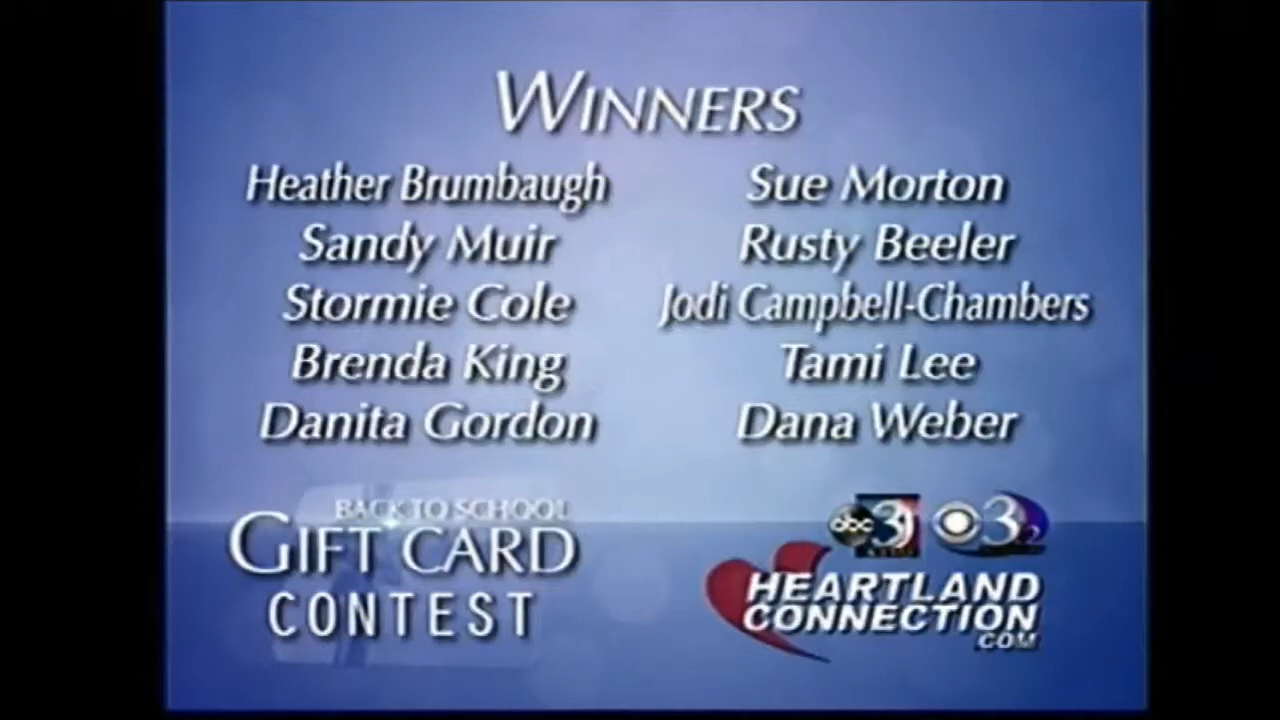 WINNERS
Heather Brumbaugh
Sandy Muir
Stormie Cole
Brenda King
Danita Gordon
Sue Morton
Rusty Beeler
Jodi Campbell-Chambers
Tami Lee
Dana Weber
BACK TO SCHOOL
GIFT CARD
CONTEST
abc 3
3
HEARTLAND
CONNECTION
.COM